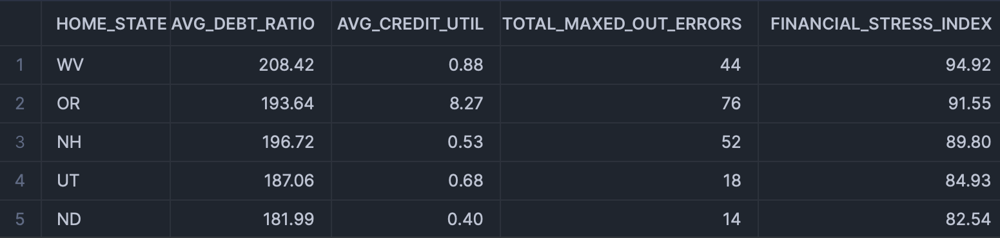 HOME_STATE AVG_DEBT_RATIO AVG_CREDIT_UTIL TOTAL_MAXED_OUT_ERRORS FINANCIAL_STRESS_INDEX
1 WV 208.42 0.88 44 94.92
2 OR 193.64 8.27 76 91.55
3 NH 196.72 0.53 52 89.80
4 UT 187.06 0.68 18 84.93
5 ND 181.99 0.40 14 82.54